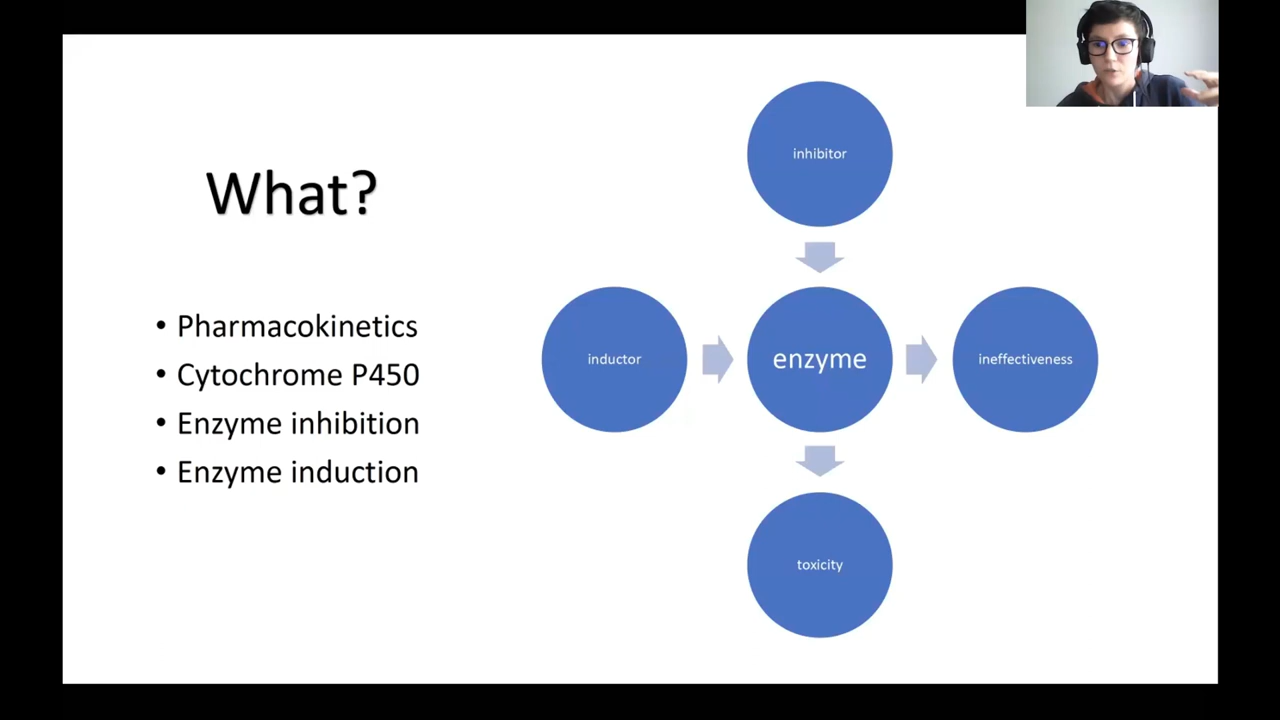 What?
• Pharmacokinetics
• Cytochrome P450
• Enzyme inhibition
• Enzyme induction
inhibitor
inductor
enzyme
ineffectiveness
toxicity